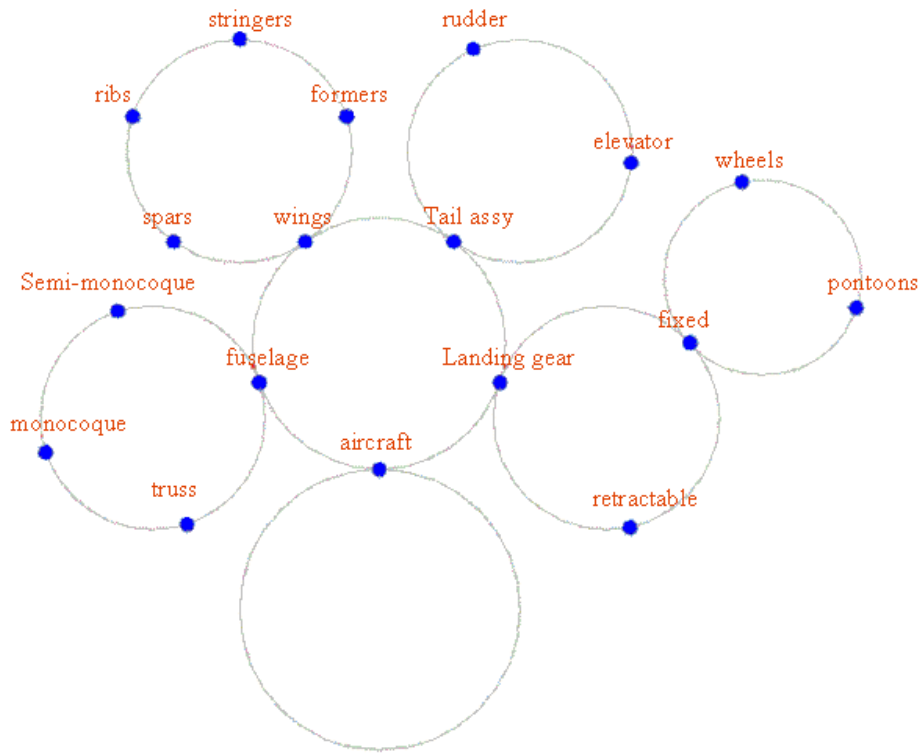 stringers
rudder
ribs
formers
elevator
wheels
spars
wings
Tail assy
Semi-monocoque
pontoons
fixed
fuselage
Landing gear
monocoque
aircraft
truss
retractable